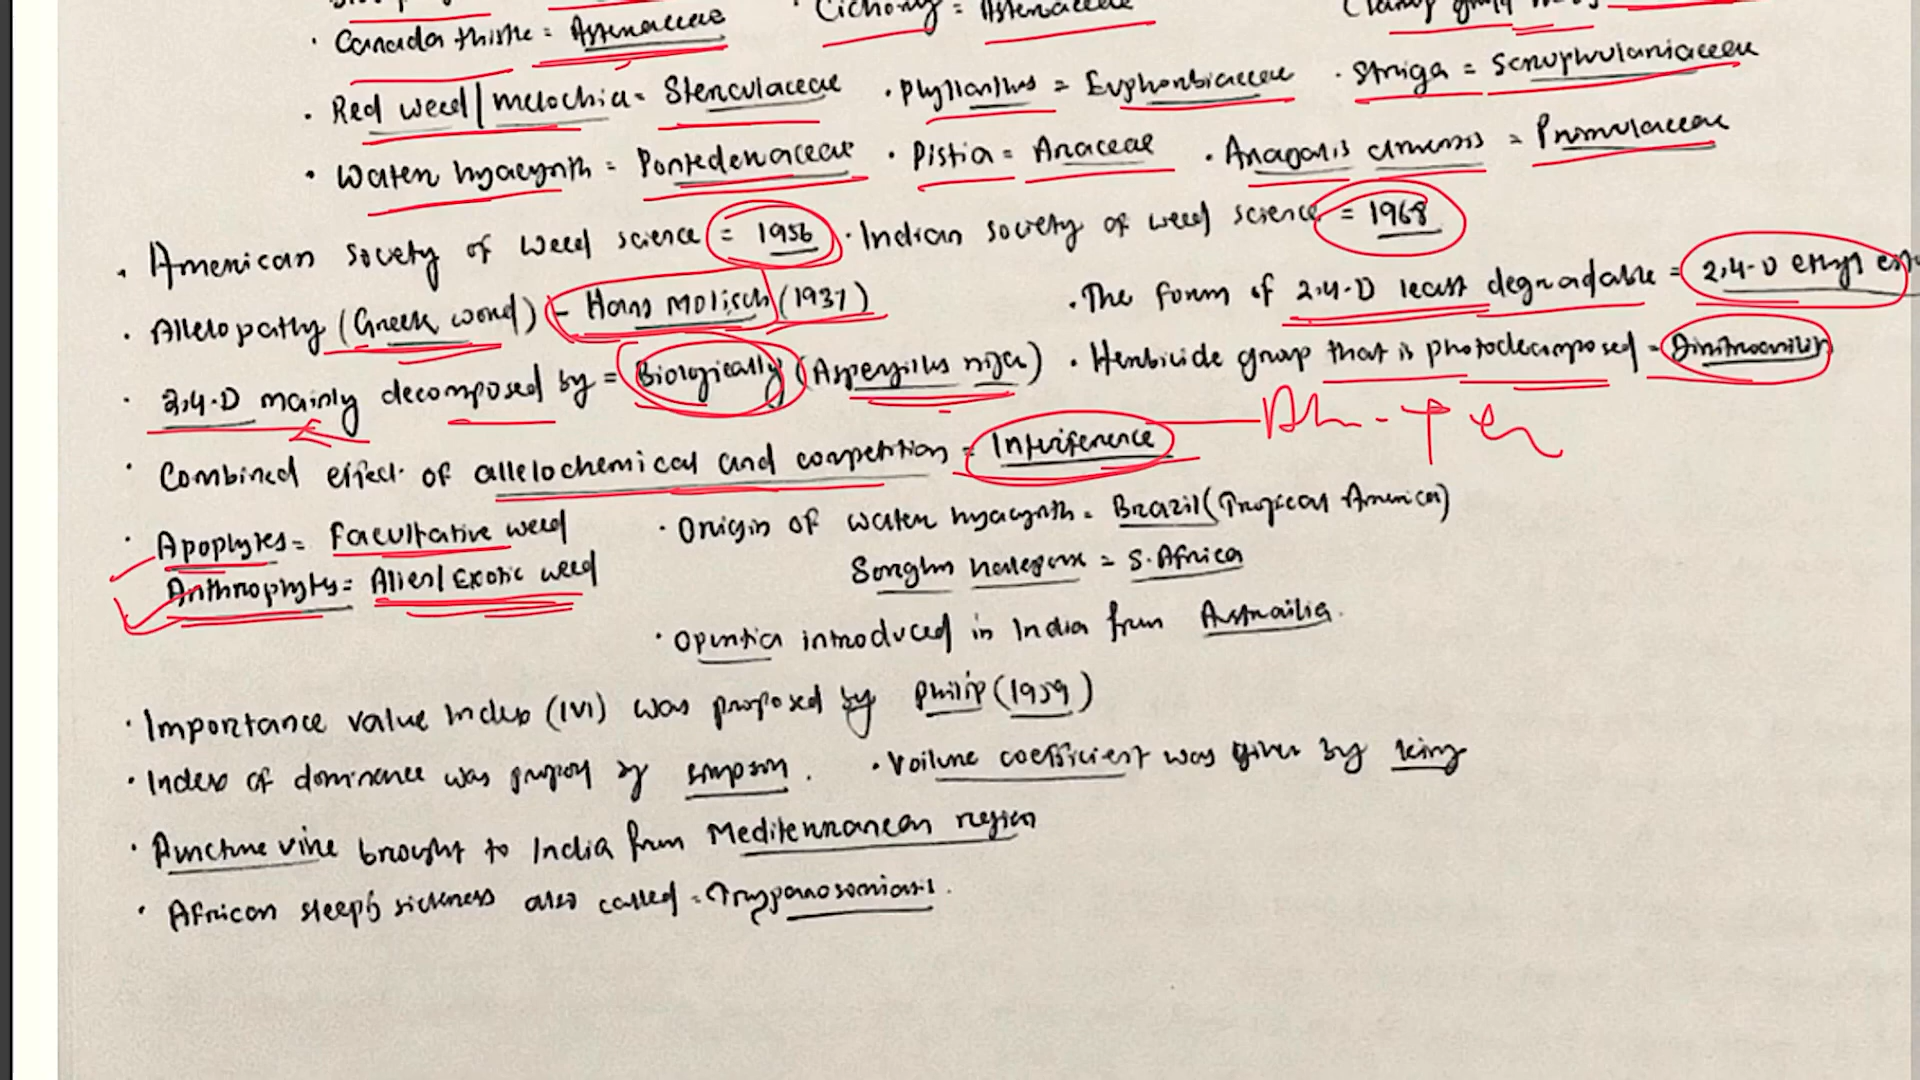 · Canada thistle = Asteraceae · Cichory = Asteraceae
· Red weed/Melochia = Sterculaceae · Phyllanthus = Euphorbiaceae · Striga = Scrophulariaceae
· Water hyacynth = Pontederaceae · Pistia = Araceae · Anagalis arvensis = Primulaceae
· American society of weed science = 1956 · Indian society of weed science = 1968
· Allelopathy (Greek word) - Hans Molisch (1937) · The form of 2,4-D least degradable = 2,4-D ethyl
· 2,4-D mainly decomposed by = Biologically (Aspergillus niger) · Herbicide group that is photodecomposed =
· Combined effect of allelochemical and competition = Interference
· Apophytes = Facultative weed · Origin of water hyacynth = Brazil (Tropical America)
Anthrophytes = Alien/Exotic weed Sorghum halepense = S. Africa
· Opuntia introduced in India from Australia.
· Importance value Index (IVI) was proposed by Philip (1959)
· Index of dominance was by simpson. · coefficient was given by king
· Puncture vine brought to India from Mediterranean region
· African sleep sickness also called = Trypanosomiasis.